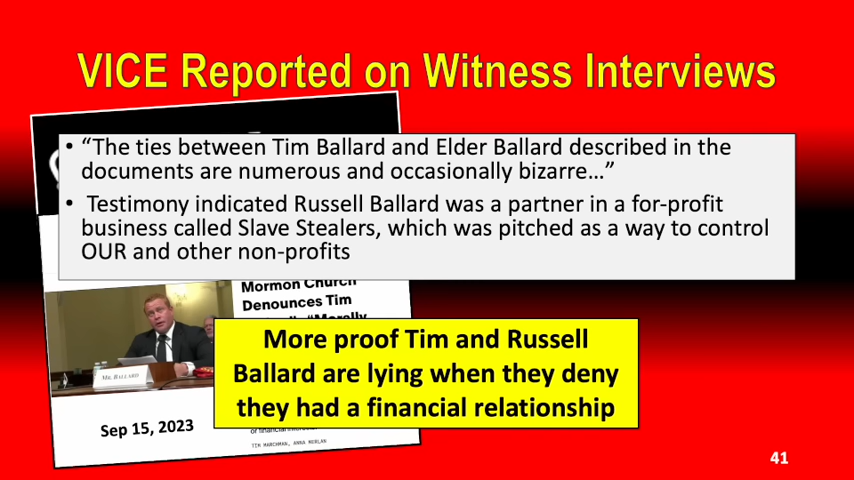 VICE Reported on Witness Interviews
• “The ties between Tim Ballard and Elder Ballard described in the
documents are numerous and occasionally bizarre…”
• Testimony indicated Russell Ballard was a partner in a for-profit
business called Slave Stealers, which was pitched as a way to control
OUR and other non-profits
Mormon Church
Denounces Tim
MR. BALLARD
More proof Tim and Russell
Ballard are lying when they deny
they had a financial relationship
Sep 15, 2023
TIM MARCHMAN, ANNA MERLAN
41